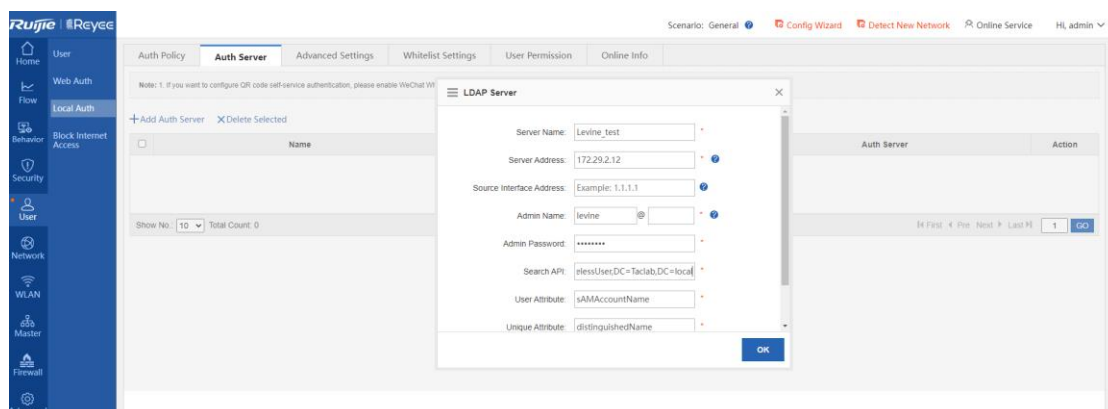 Ruijie | Reyee
Scenario: General
Config Wizard
Detect New Network
Online Service
Hi, admin
Home
Flow
Behavior
Security
User
Network
WLAN
Master
Firewall
User
Web Auth
Local Auth
Block Internet
Access
Auth Policy
Auth Server
Advanced Settings
Whitelist Settings
User Permission
Online Info
Note: 1. If you want to configure QR code self-service authentication, please enable WeChat
+Add Auth Server
X Delete Selected
Name
Auth Server
Action
Show No.: 10 Total Count: 0
First Pre Next Last 1 GO
LDAP Server
Server Name: Levine_test *
Server Address: 172.29.2.12 *
Source Interface Address: Example: 1.1.1.1
Admin Name: levine @ *
Admin Password: •••••••• *
Search API: elessUser,DC=Taclab,DC=local *
User Attribute: sAMAccountName *
Unique Attribute: distinguishedName *
OK